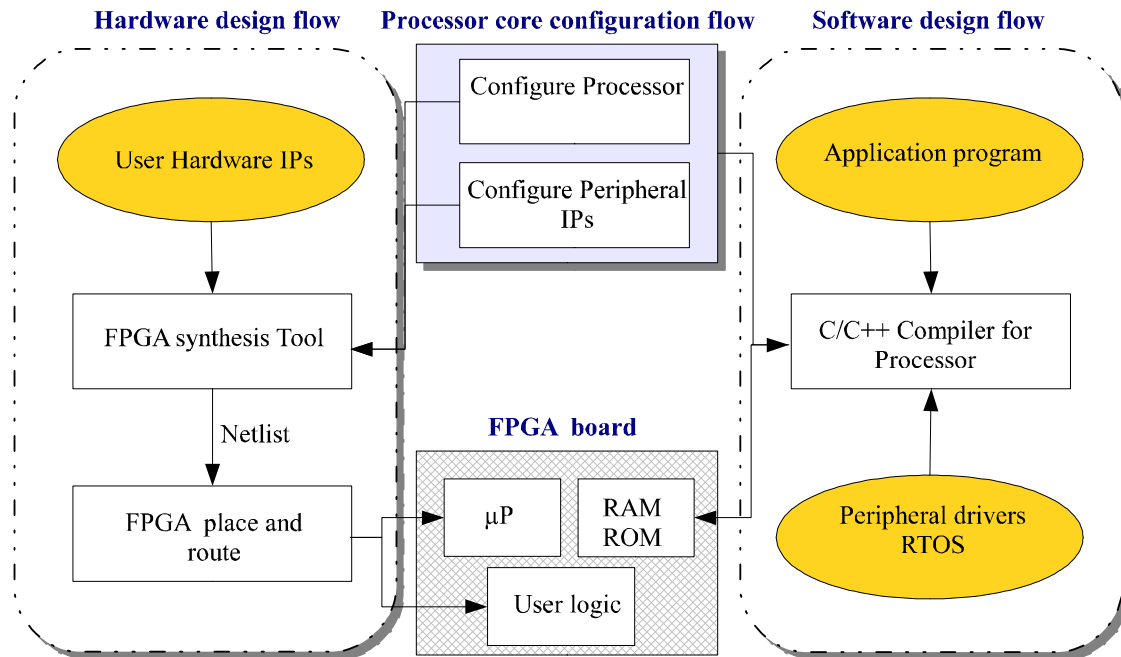 Hardware design flow
Processor core configuration flow
Software design flow
User Hardware IPs
Configure Processor
Configure Peripheral
IPs
Application program
FPGA synthesis Tool
C/C++ Compiler for
Processor
Netlist
FPGA place and
route
FPGA board
µP
RAM
ROM
User logic
Peripheral drivers
RTOS